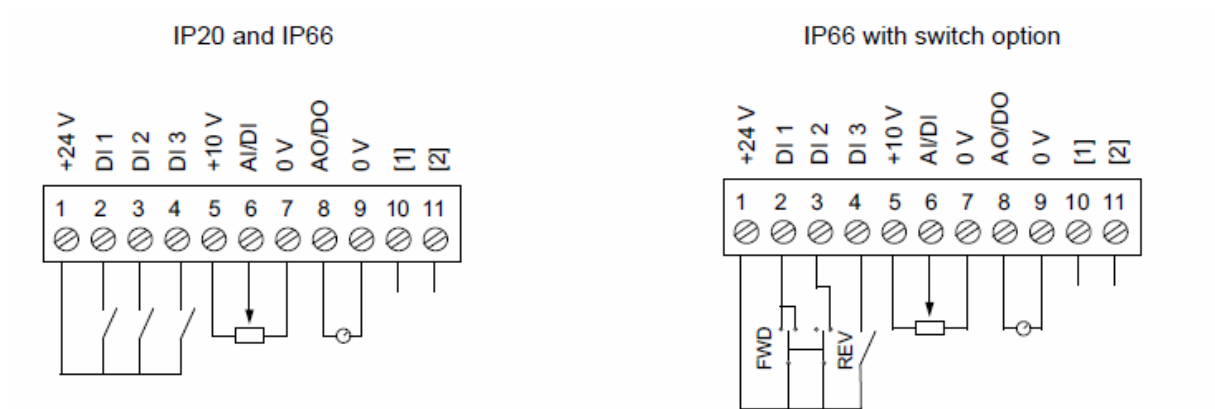 IP20 and IP66
+24 V DI 1 DI 2 DI 3 +10 V AI/DI 0 V AO/DO 0 V [1] [2]
1 2 3 4 5 6 7 8 9 10 11
IP66 with switch option
+24 V DI 1 DI 2 DI 3 +10 V AI/DI 0 V AO/DO 0 V [1] [2]
1 2 3 4 5 6 7 8 9 10 11
FWD REV